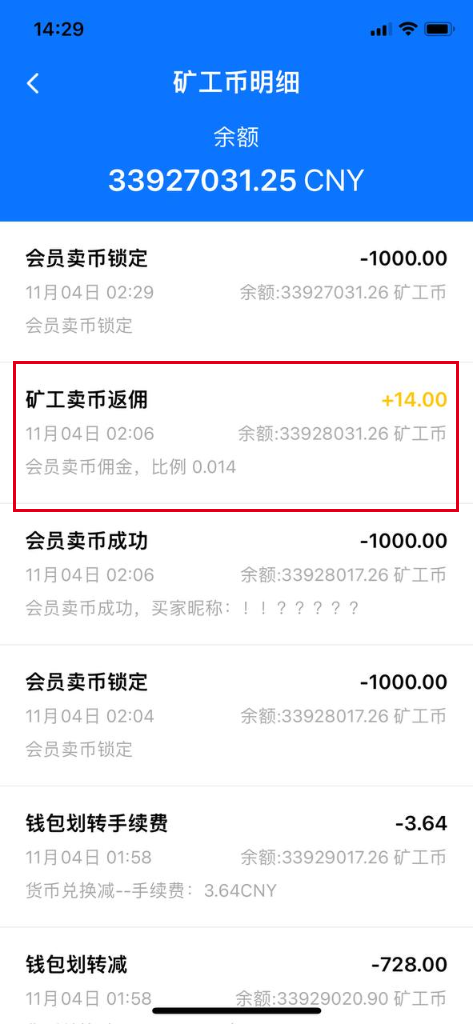 14:29
矿工币明细
余额
33927031.25 CNY
会员卖币锁定 -1000.00
11月04日 02:29 余额:33927031.26 矿工币
会员卖币锁定
矿工卖币返佣 +14.00
11月04日 02:06 余额:33928031.26 矿工币
会员卖币佣金，比例 0.014
会员卖币成功 -1000.00
11月04日 02:06 余额:33928017.26 矿工币
会员卖币成功，买家昵称：！！？？？？？
会员卖币锁定 -1000.00
11月04日 02:04 余额:33928017.26 矿工币
会员卖币锁定
钱包划转手续费 -3.64
11月04日 01:58 余额:33929017.26 矿工币
货币兑换减--手续费：3.64CNY
钱包划转减 -728.00
11月04日 01:58 余额:33929020.90 矿工币